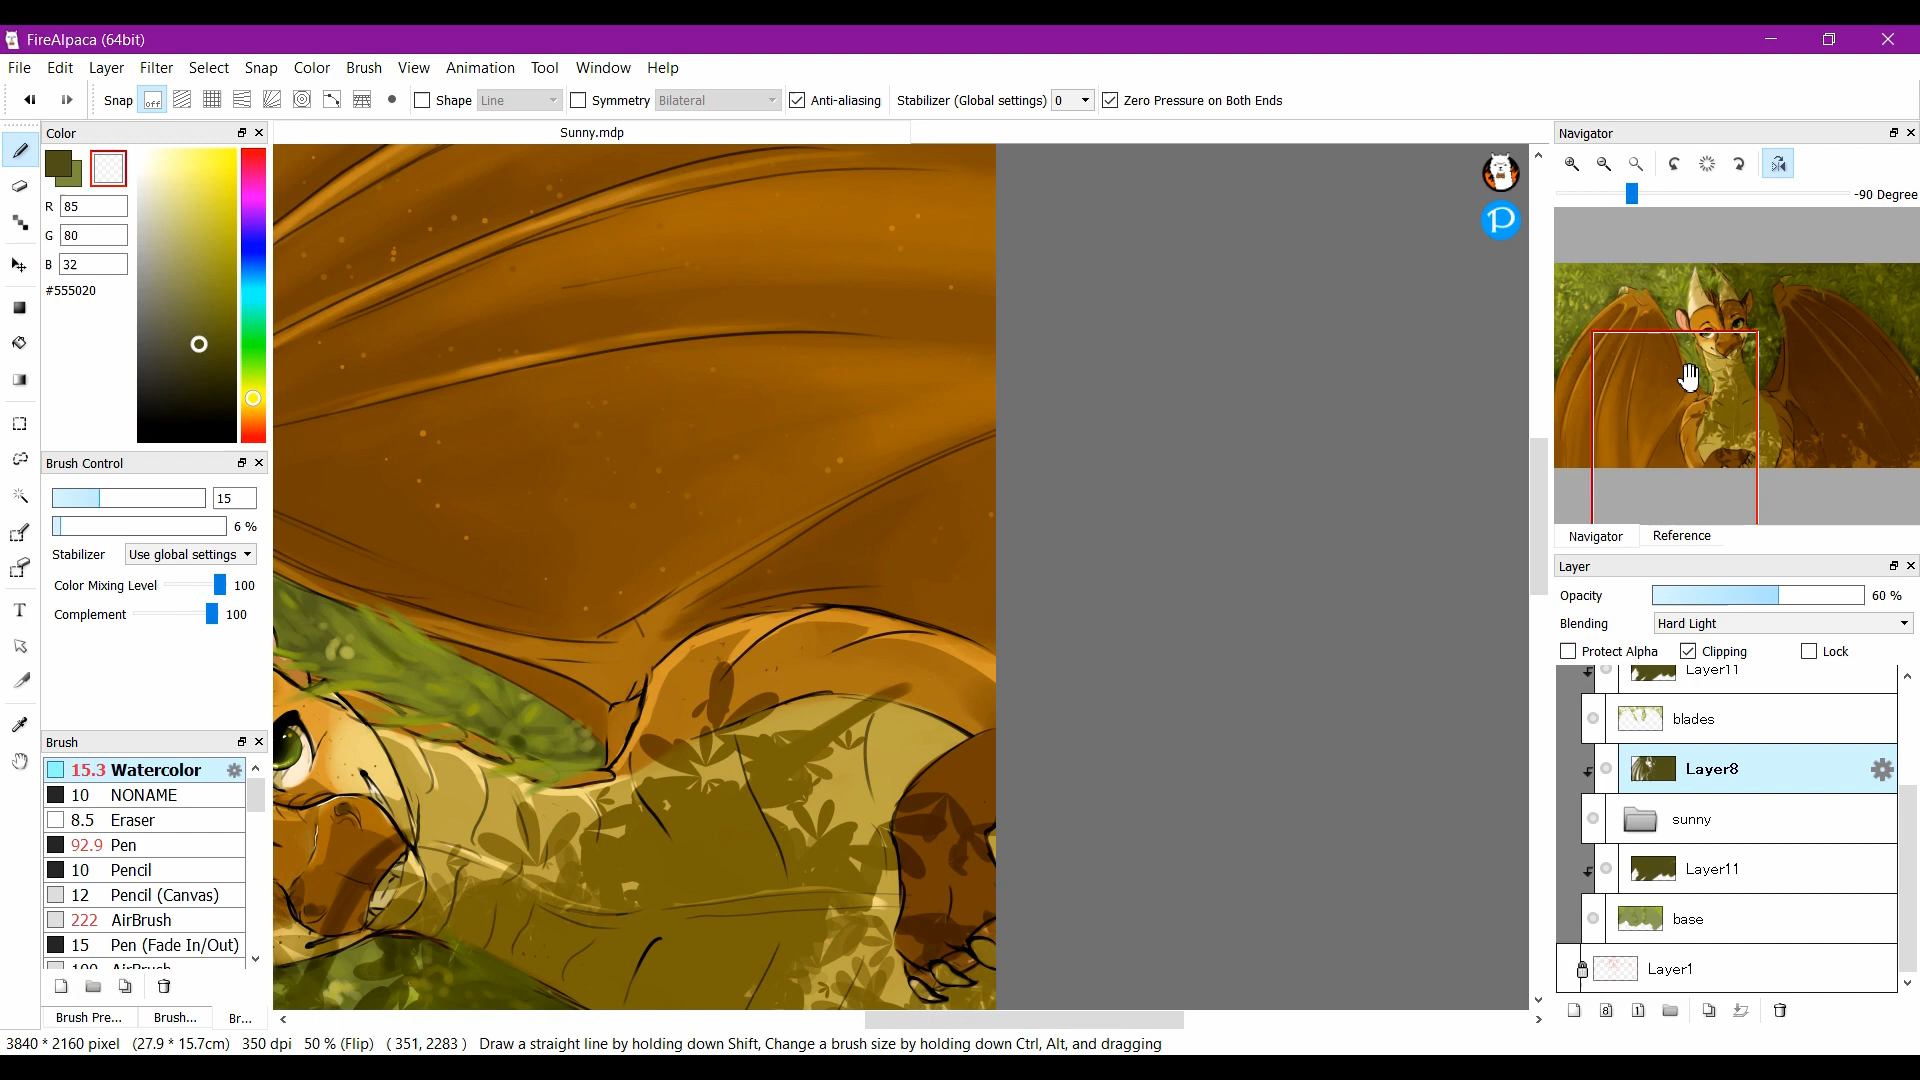 FireAlpaca (64bit)
File Edit Layer Filter Select Snap Color Brush View Animation Tool Window Help
Snap off Shape Line Symmetry Bilateral Anti-aliasing Stabilizer (Global settings) 0 Zero Pressure on Both Ends
Color
Sunny.mdp
Navigator
R 85
G 80
B 32
#555020
-90 Degree
P
Brush Control
15
6 %
Stabilizer Use global settings
Color Mixing Level 100
Complement 100
Navigator Reference
Layer
Opacity 60 %
Blending Hard Light
Protect Alpha Clipping Lock
Layer11
blades
Layer8
sunny
Layer11
base
Layer1
Brush
15.3 Watercolor
10 NONAME
8.5 Eraser
92.9 Pen
10 Pencil
12 Pencil (Canvas)
222 AirBrush
15 Pen (Fade In/Out)
100 AirBrush
Brush Pre... Brush... Br...
3840 * 2160 pixel (27.9 * 15.7cm) 350 dpi 50 % (Flip) ( 351, 2283 ) Draw a straight line by holding down Shift, Change a brush size by holding down Ctrl, Alt, and dragging